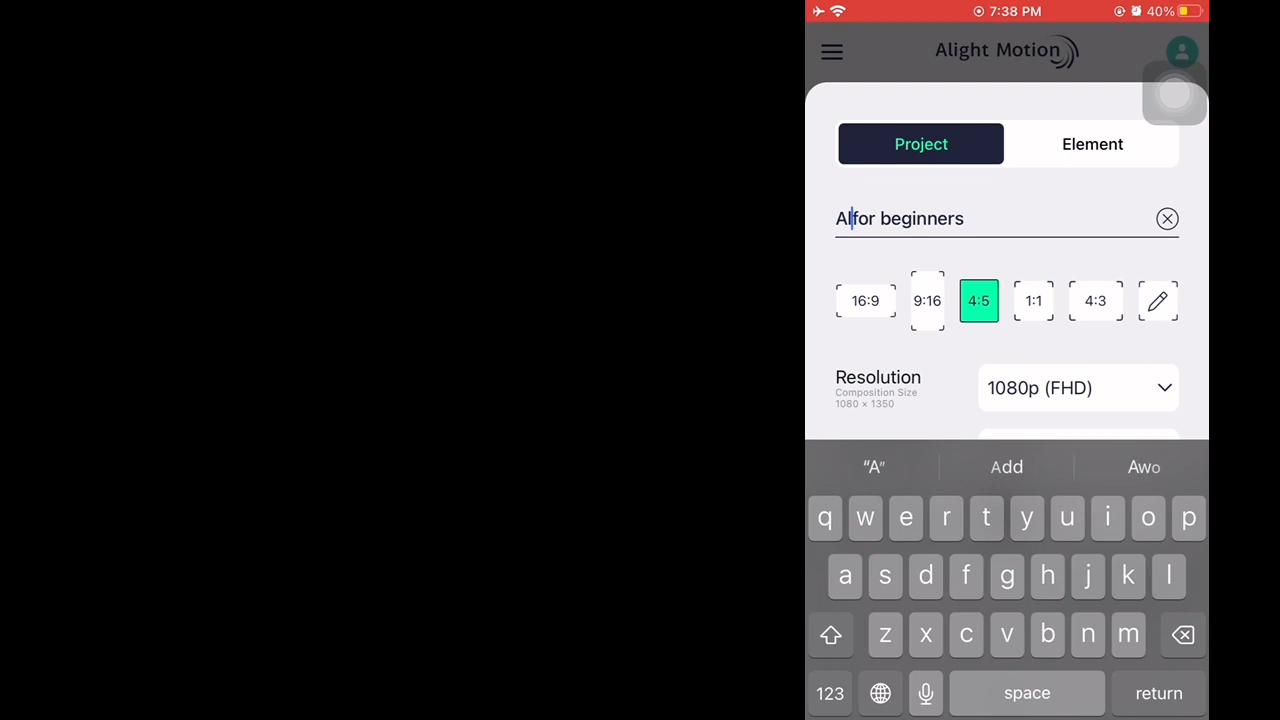 7:38 PM
40%
Alight Motion
Project
Element
Alfor beginners
16:9
9:16
4:5
1:1
4:3
Resolution
Composition Size
1080 × 1350
1080p (FHD)
“A”
Add
Awo
q w e r t y u i o p
a s d f g h j k l
z x c v b n m
123
space
return